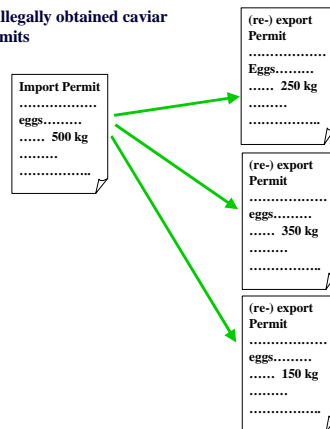 llegally obtained caviar
mits
Import Permit
………………
eggs………
…… 500 kg
………
……………..
(re-) export
Permit
………………
Eggs………
…… 250 kg
………
……………..
(re-) export
Permit
………………
eggs………
…… 350 kg
………
……………..
(re-) export
Permit
………………
eggs………
…… 150 kg
………
……………..